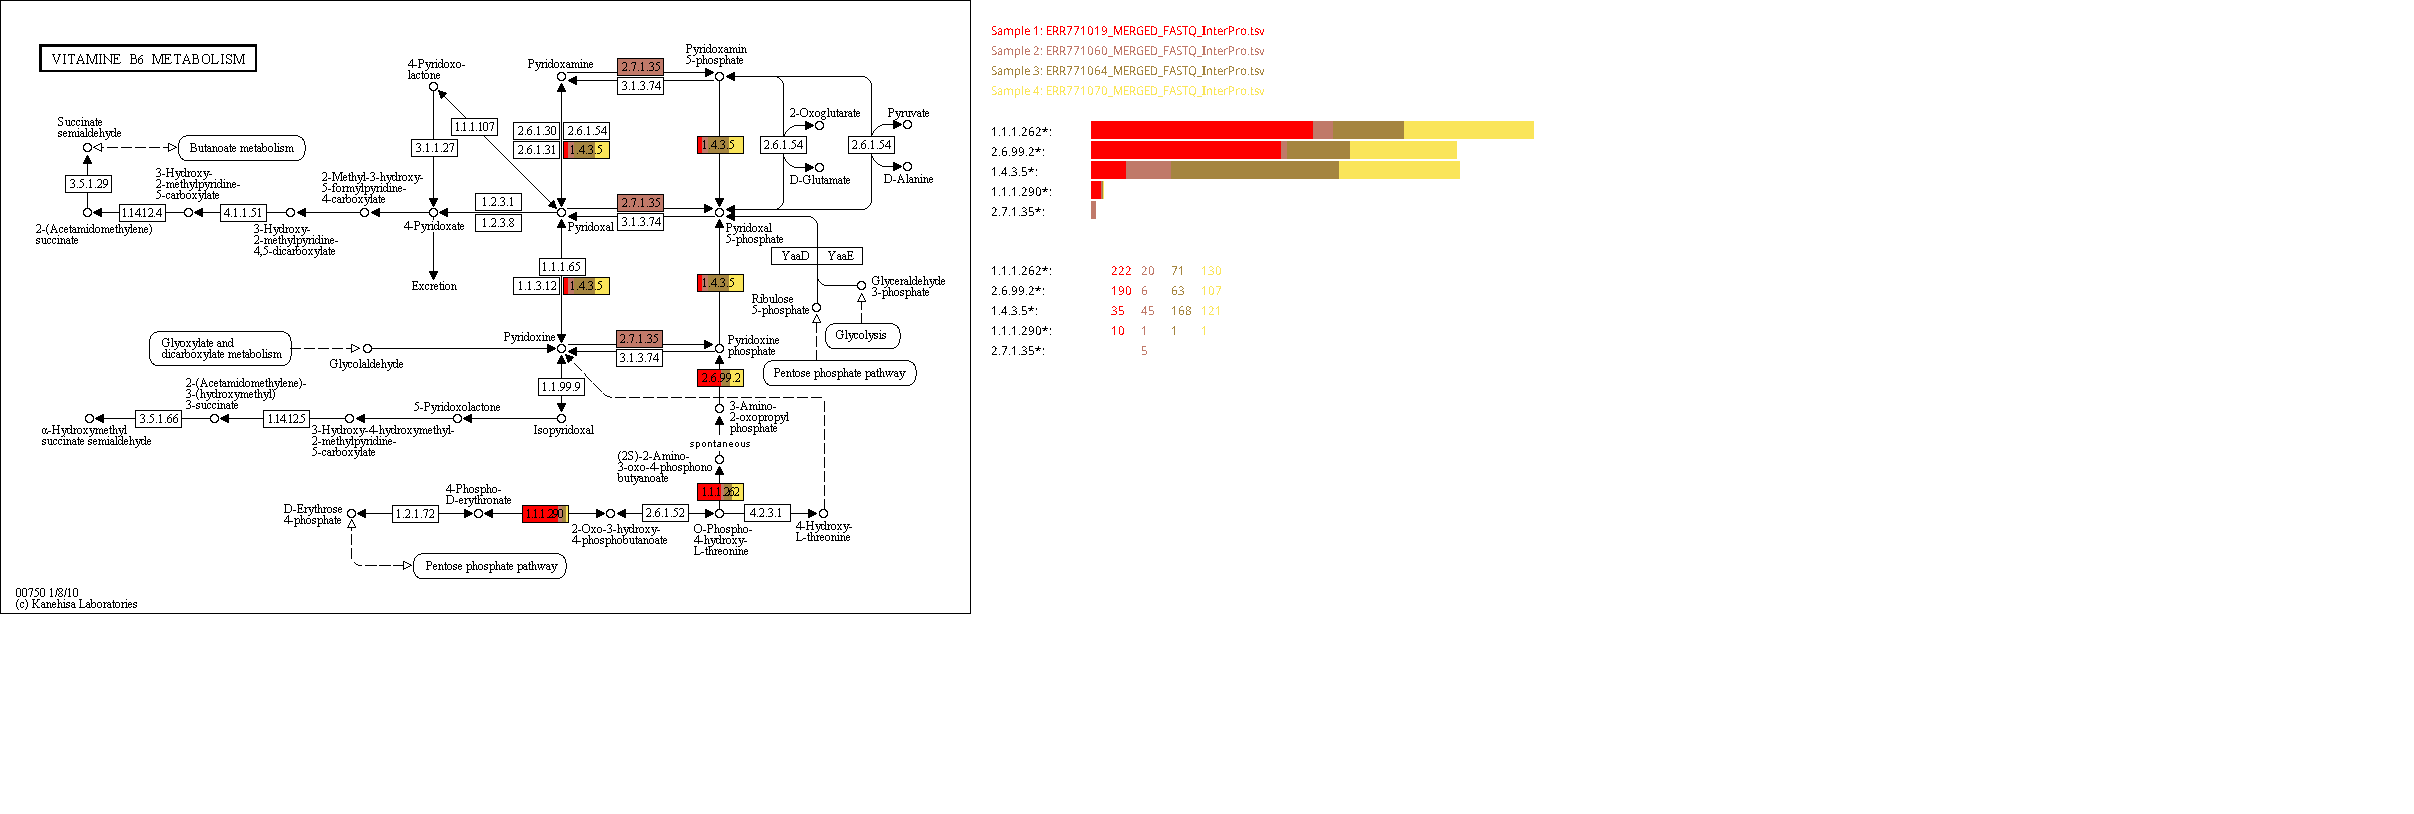 VITAMINE B6 METABOLISM
4-Pyridoxo-
lactone
Pyridoxamine
2.7.1.35
3.1.3.74
Pyridoxamin
5-phosphate
1.1.1.107
3.1.1.27
2.6.1.30
2.6.1.54
2.6.1.31
1.4.3.5
1.4.3.5
2-Oxoglutarate
2.6.1.54
D-Glutamate
Pyruvate
2.6.1.54
D-Alanine
Succinate
semialdehyde
Butanoate metabolism
3.5.1.29
3-Hydroxy-
2-methylpyridine-
5-carboxylate
2-Methyl-3-hydroxy-
5-formylpyridine-
4-carboxylate
1.14.12.4
4.1.1.51
1.2.3.1
1.2.3.8
2.7.1.35
3.1.3.74
2-(Acetamidomethylene)
succinate
3-Hydroxy-
2-methylpyridine-
4,5-dicarboxylate
4-Pyridoxate
Pyridoxal
Pyridoxal
5-phosphate
YaaD
YaaE
1.1.1.65
1.1.3.12
1.4.3.5
1.4.3.5
Excretion
Glyceraldehyde
3-phosphate
Ribulose
5-phosphate
Glycolysis
Pentose phosphate pathway
Glyoxylate and
dicarboxylate metabolism
Glycolaldehyde
Pyridoxine
2.7.1.35
3.1.3.74
Pyridoxine
phosphate
2.6.99.2
1.1.99.9
2-(Acetamidomethylene)-
3-(hydroxymethyl)
3-succinate
3.5.1.66
1.14.12.5
5-Pyridoxolactone
α-Hydroxymethyl
succinate semialdehyde
3-Hydroxy-4-hydroxymethyl-
2-methylpyridine-
5-carboxylate
Isopyridoxal
3-Amino-
2-oxopropyl
phosphate
spontaneous
(2S)-2-Amino-
3-oxo-4-phosphono
butyanoate
1.1.1.262
4-Phospho-
D-erythronate
D-Erythrose
4-phosphate
1.2.1.72
1.1.1.290
2.6.1.52
4.2.3.1
2-Oxo-3-hydroxy-
4-phosphobutanoate
O-Phospho-
4-hydroxy-
L-threonine
4-Hydroxy-
L-threonine
Pentose phosphate pathway
00750 1/8/10
(c) Kanehisa Laboratories
Sample 1: ERR771019_MERGED_FASTQ_InterPro.tsv
Sample 2: ERR771060_MERGED_FASTQ_InterPro.tsv
Sample 3: ERR771064_MERGED_FASTQ_InterPro.tsv
Sample 4: ERR771070_MERGED_FASTQ_InterPro.tsv
1.1.1.262*:
2.6.99.2*:
1.4.3.5*:
1.1.1.290*:
2.7.1.35*:
1.1.1.262*: 222 20 71 130
2.6.99.2*: 190 6 63 107
1.4.3.5*: 35 45 168 121
1.1.1.290*: 10 1 1 1
2.7.1.35*: 5